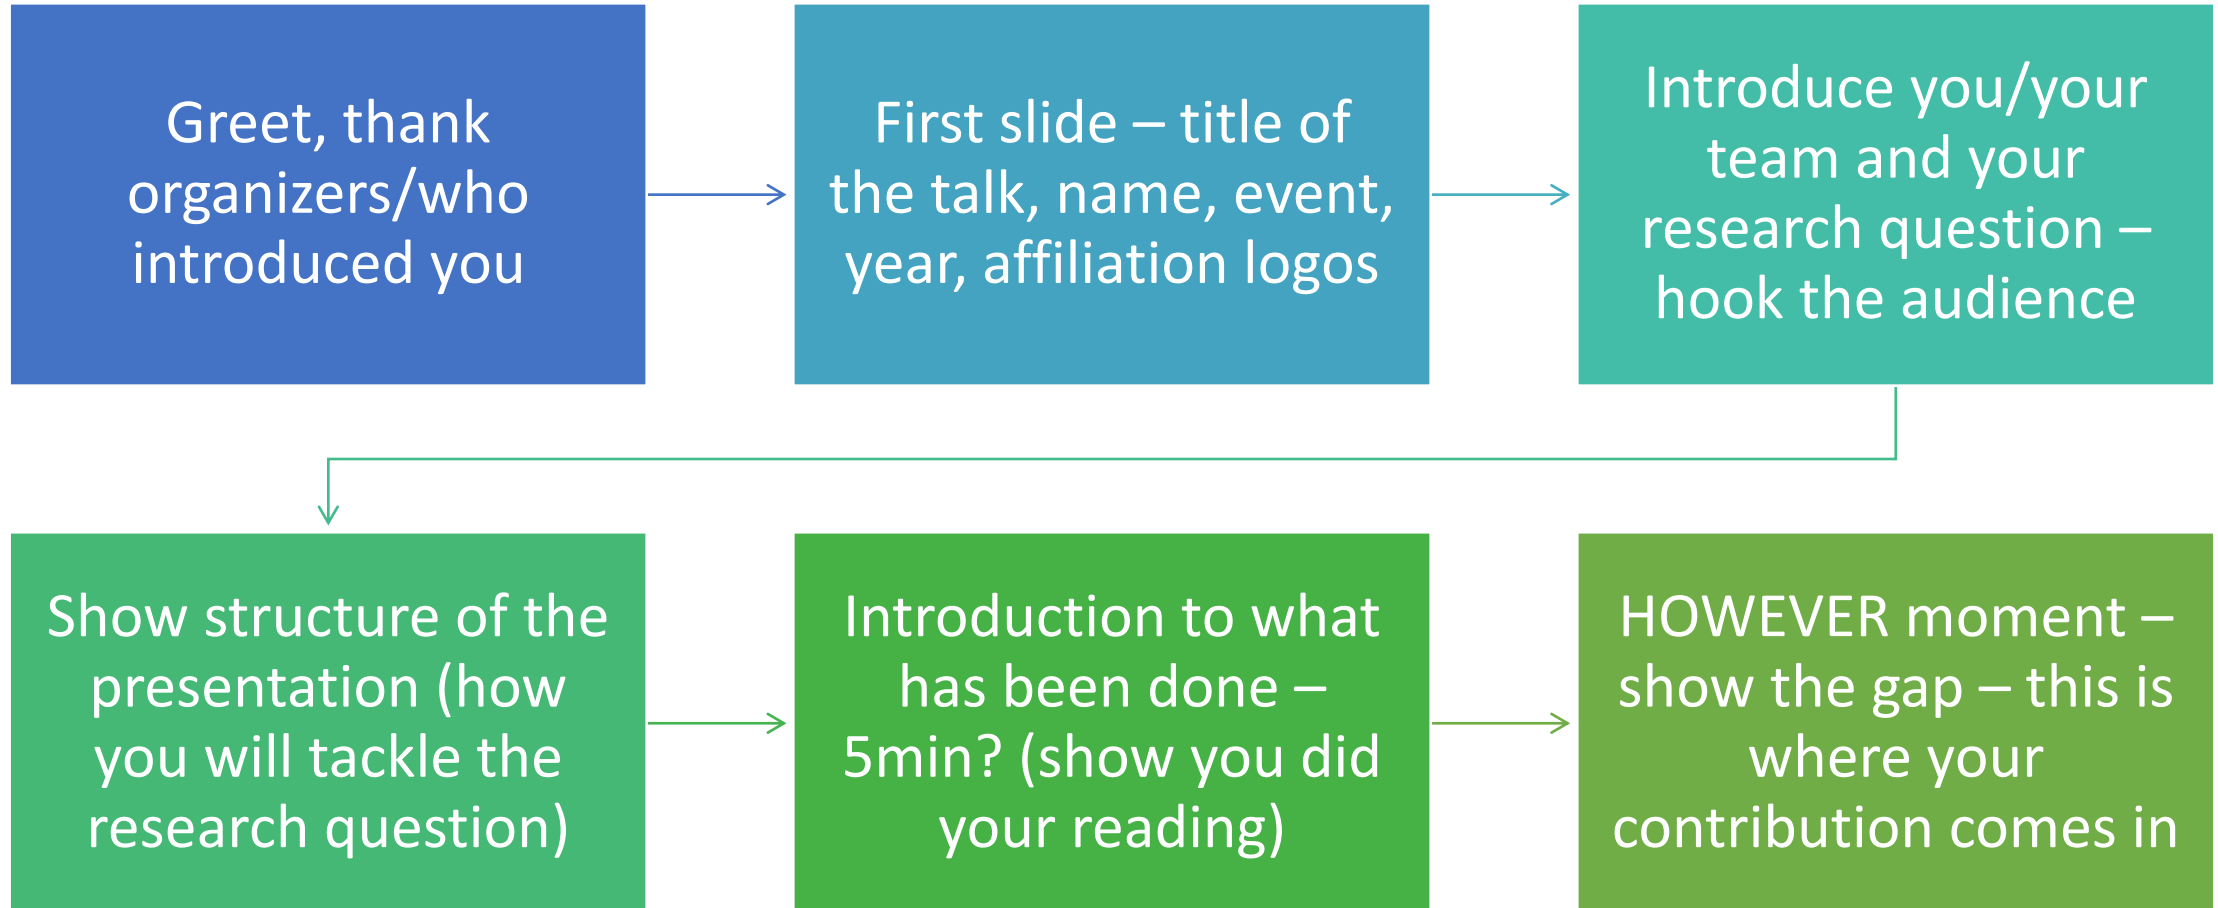 Greet, thank
organizers/who
introduced you
First slide – title of
the talk, name, event,
year, affiliation logos
Introduce you/your
team and your
research question –
hook the audience
Show structure of the
presentation (how
you will tackle the
research question)
Introduction to what
has been done –
5min? (show you did
your reading)
HOWEVER moment –
show the gap – this is
where your
contribution comes in